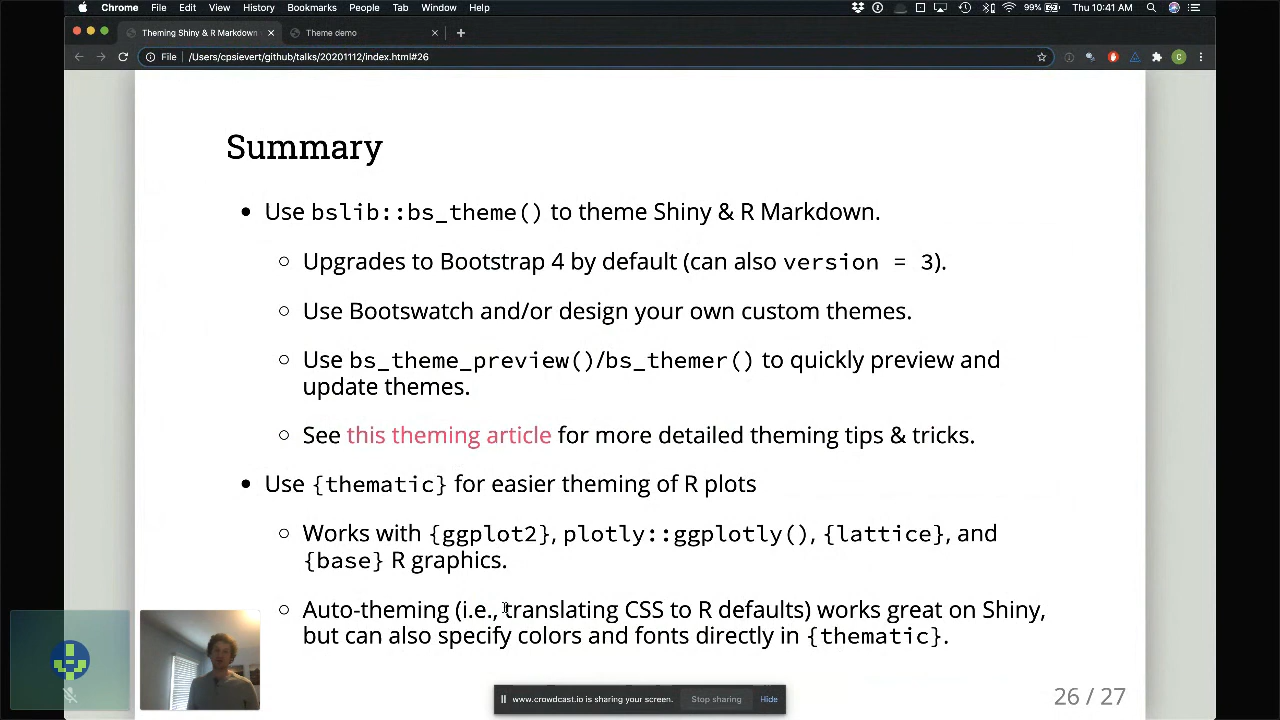 Chrome File Edit View History Bookmarks People Tab Window Help 99% Thu 10:41 AM
Theming Shiny & R Markdown Theme demo
File /Users/cpsievert/github/talks/20201112/index.html#26 C
Summary
Use bslib::bs_theme() to theme Shiny & R Markdown.
Upgrades to Bootstrap 4 by default (can also version = 3).
Use Bootswatch and/or design your own custom themes.
Use bs_theme_preview()/bs_themer() to quickly preview and
update themes.
See this theming article for more detailed theming tips & tricks.
Use {thematic} for easier theming of R plots
Works with {ggplot2}, plotly::ggplotly(), {lattice}, and
{base} R graphics.
Auto-theming (i.e., translating CSS to R defaults) works great on Shiny,
but can also specify colors and fonts directly in {thematic}.
www.crowdcast.io is sharing your screen. Stop sharing Hide
26 / 27